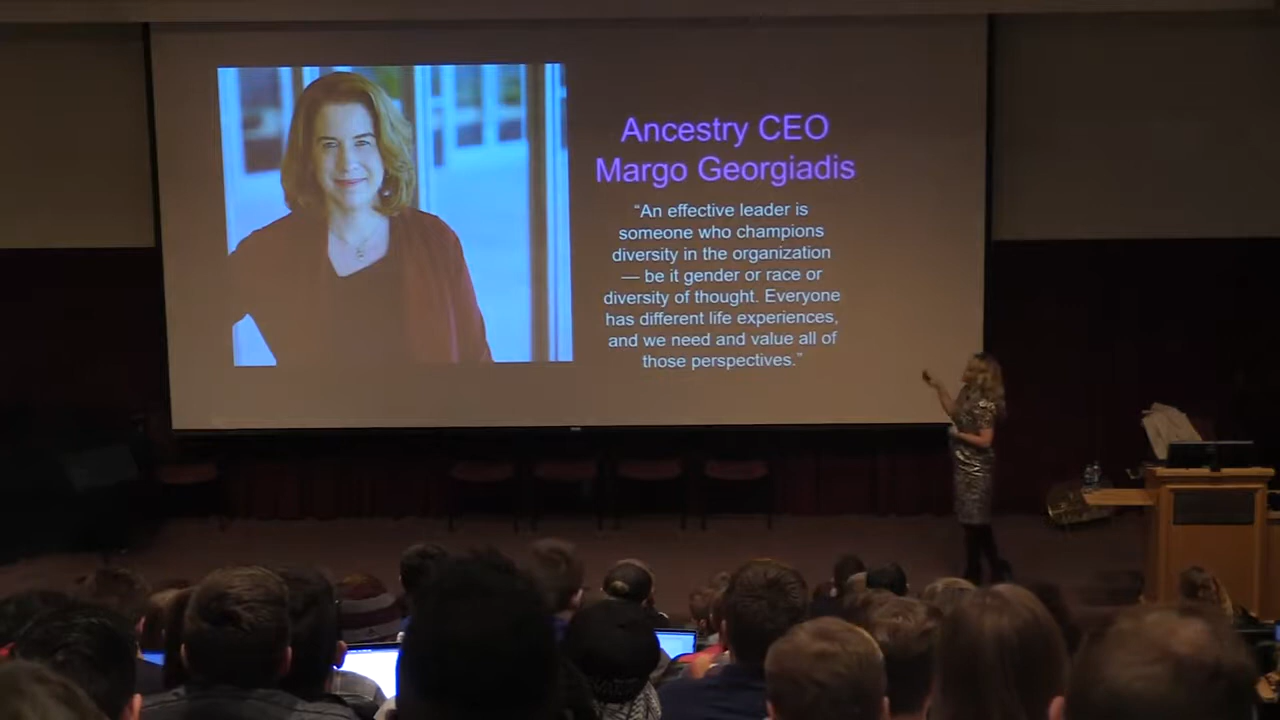 Ancestry CEO
Margo Georgiadis
“An effective leader is
someone who champions
diversity in the organization
— be it gender or race or
diversity of thought. Everyone
has different life experiences,
and we need and value all of
those perspectives.”